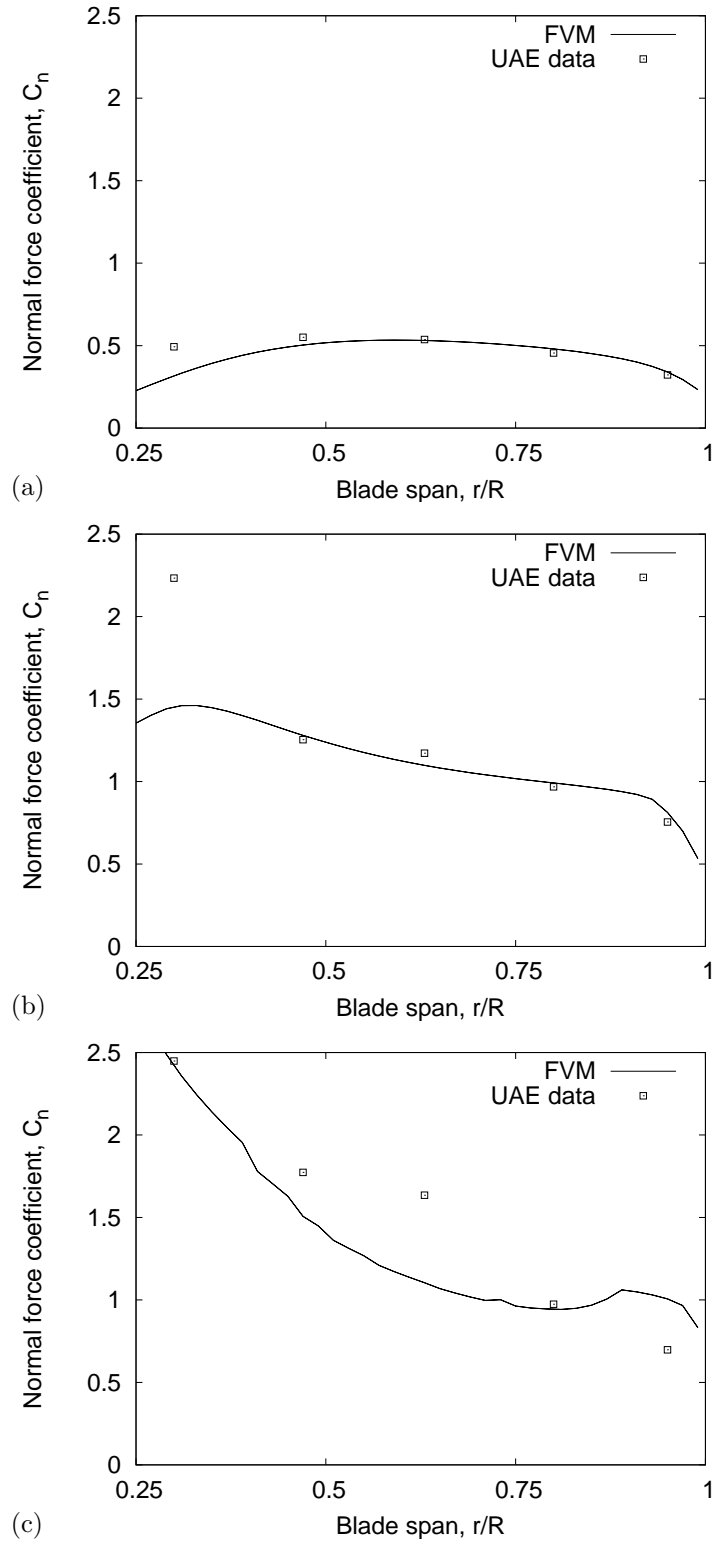 2.5
2
1.5
1
0.5
0
0.25
0.5
0.75
1
Normal force coefficient, Cn
Blade span, r/R
FVM
UAE data
(a)
2.5
2
1.5
1
0.5
0
0.25
0.5
0.75
1
Normal force coefficient, Cn
Blade span, r/R
FVM
UAE data
(b)
2.5
2
1.5
1
0.5
0
0.25
0.5
0.75
1
Normal force coefficient, Cn
Blade span, r/R
FVM
UAE data
(c)